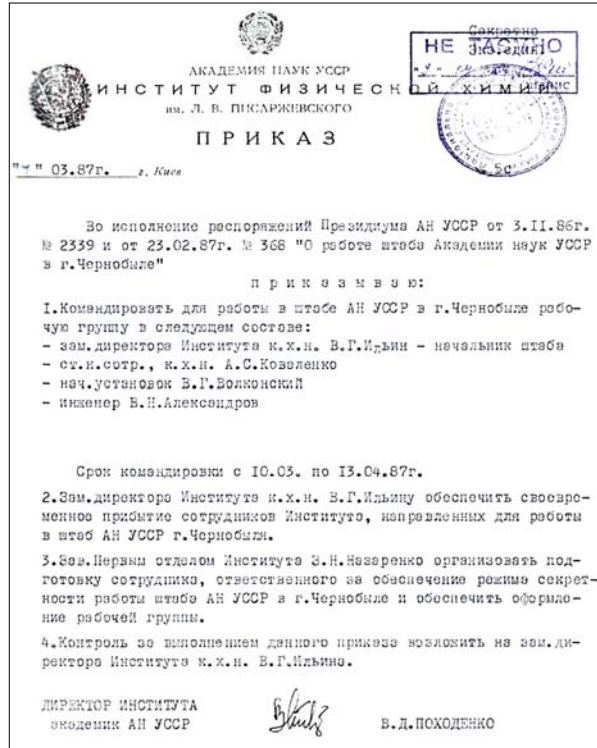 Секретно
Экз.един.
НЕ ТАЄМНО
АКАДЕМИЯ НАУК УССР
ИНСТИТУТ ФИЗИЧЕСКОЙ ХИМИИ
им. Л. В. ПИСАРЖЕВСКОГО
ПРИКАЗ
" " 03.87г. г. Киев
5с
Во исполнение распоряжений Президиума АН УССР от 3.II.86г.
№ 2339 и от 23.02.87г. № 368 "О работе штаба Академии наук УССР
в г.Чернобыле"
п р и к а з ы в а ю:
I.Командировать для работы в штабе АН УССР в г.Чернобыле рабо-
чую группу в следующем составе:
- зам.директора Института к.х.н. В.Г.Ильин - начальник штаба
- ст.н.сотр., к.х.н. А.С.Коваленко
- нач.установок В.Г.Волконский
- инженер В.Н.Александров
Срок командировки с 10.03. по 13.04.87г.
2.Зам.директора Института к.х.н. В.Г.Ильину обеспечить своевре-
менное прибытие сотрудников Института, направленных для работы
в штаб АН УССР г.Чернобыля.
3.Зав.Первым отделом Института З.Н.Назаренко организовать под-
готовку сотрудника, ответственного за обеспечение режима секрет-
ности работы штаба АН УССР в г.Чернобыле и обеспечить оформле-
ние рабочей группы.
4.Контроль за выполнением данного приказа возложить на зам.ди-
ректора Института к.х.н. В.Г.Ильина.
ДИРЕКТОР ИНСТИТУТА
академик АН УССР В.Д.ПОХОДЕНКО